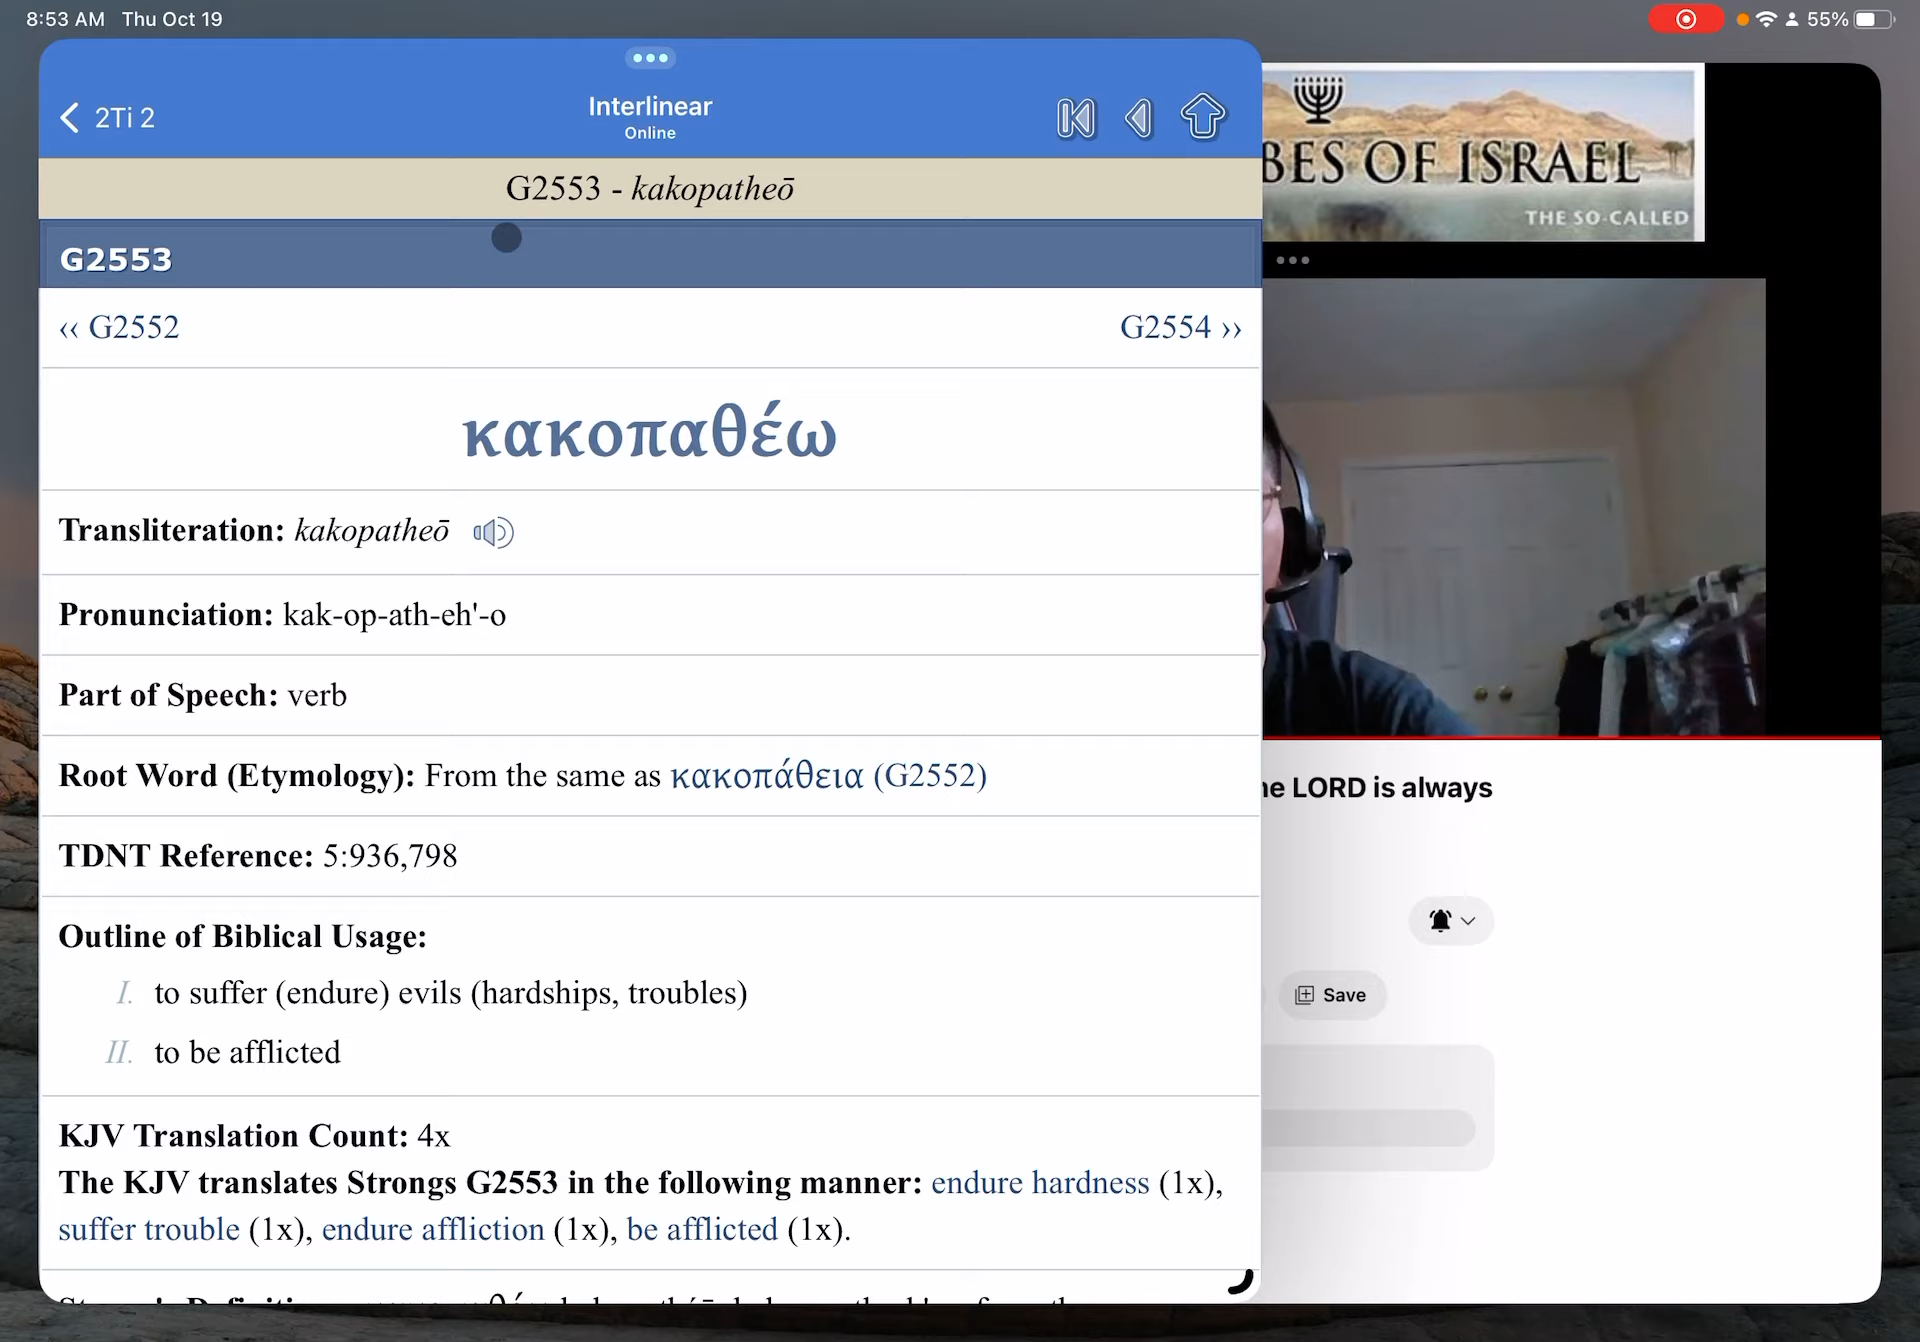 8:53 AM Thu Oct 19
55%
2Ti 2
Interlinear
Online
G2553 - kakopatheō
G2553
‹‹ G2552
G2554 ››
κακοπαθέω
Transliteration: kakopatheō
Pronunciation: kak-op-ath-eh'-o
Part of Speech: verb
Root Word (Etymology): From the same as κακοπάθεια (G2552)
TDNT Reference: 5:936,798
Outline of Biblical Usage:
I. to suffer (endure) evils (hardships, troubles)
II. to be afflicted
KJV Translation Count: 4x
The KJV translates Strongs G2553 in the following manner: endure hardness (1x),
suffer trouble (1x), endure affliction (1x), be afflicted (1x).
BES OF ISRAEL
THE SO-CALLED
LORD is always
Save